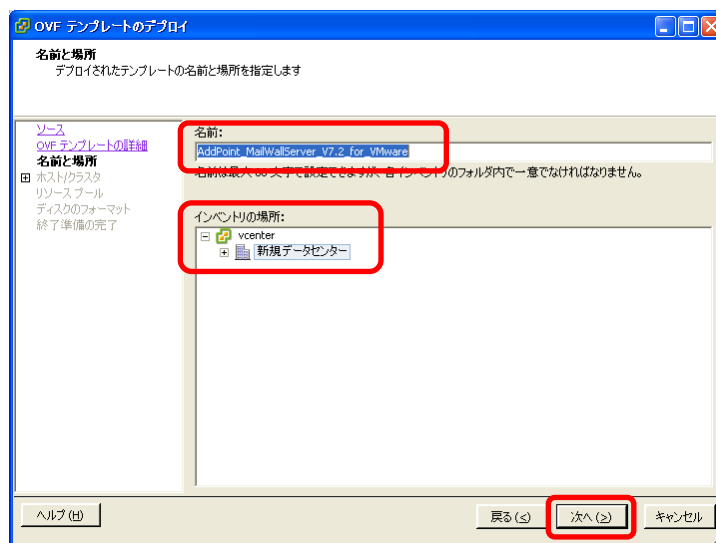 OVF テンプレートのデプロイ
名前と場所
デプロイされたテンプレートの名前と場所を指定します
ソース
OVF テンプレートの詳細
名前と場所
ホスト/クラスタ
リソース プール
ディスクのフォーマット
終了準備の完了
名前:
AddPoint_MailWallServer_V7.2_for_VMware
名前は最大 文字で設定できますが、各インベントリのフォルダ内で一意でなければなりません。
インベントリの場所:
vcenter
新規データセンター
ヘルプ(H)
戻る(≤)
次へ(≥)
キャンセル